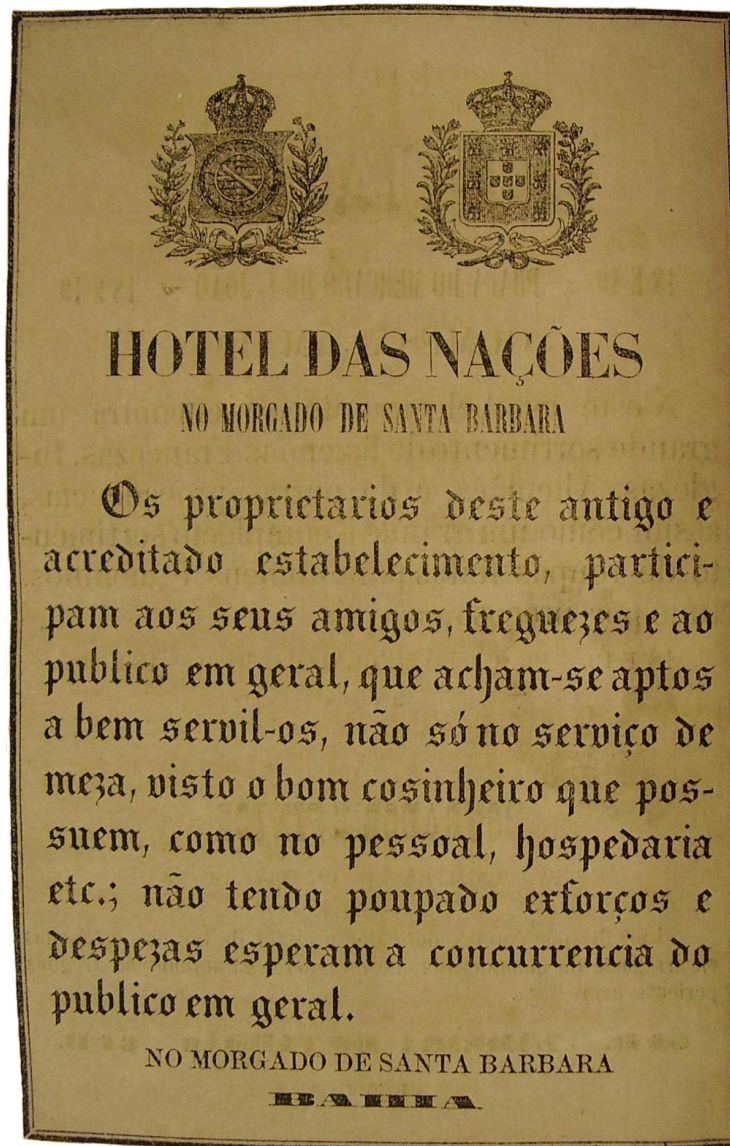 HOTEL DAS NAÇÕES
NO MORGADO DE SANTA BARBARA
Os proprietarios deste antigo e
acreditado estabelecimento, partici-
pam aos seus amigos, freguezes e ao
publico em geral, que acham-se aptos
a bem servil-os, não só no serviço de
meza, visto o bom cosinheiro que pos-
suem, como no pessoal, hospedaria
etc.; não tendo poupado exforços e
despezas esperam a concurrencia do
publico em geral.
NO MORGADO DE SANTA BARBARA
BAHIA